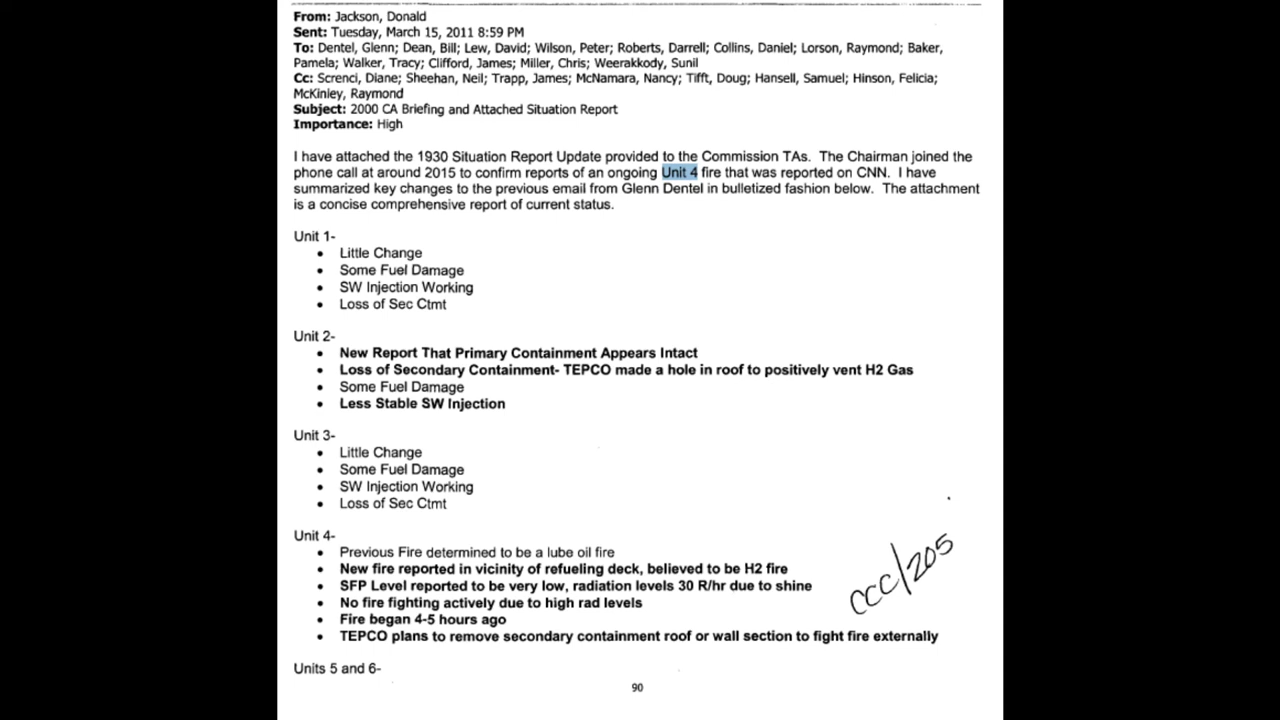 From: Jackson, Donald
Sent: Tuesday, March 15, 2011 8:59 PM
To: Dentel, Glenn; Dean, Bill; Lew, David; Wilson, Peter; Roberts, Darrell; Collins, Daniel; Lorson, Raymond; Baker,
Pamela; Walker, Tracy; Clifford, James; Miller, Chris; Weerakkody, Sunil
Cc: Screnci, Diane; Sheehan, Neil; Trapp, James; McNamara, Nancy; Tifft, Doug; Hansell, Samuel; Hinson, Felicia;
McKinley, Raymond
Subject: 2000 CA Briefing and Attached Situation Report
Importance: High
I have attached the 1930 Situation Report Update provided to the Commission TAs. The Chairman joined the
phone call at around 2015 to confirm reports of an ongoing Unit 4 fire that was reported on CNN. I have
summarized key changes to the previous email from Glenn Dentel in bulletized fashion below. The attachment
is a concise comprehensive report of current status.
Unit 1-
• Little Change
• Some Fuel Damage
• SW Injection Working
• Loss of Sec Ctmt
Unit 2-
• New Report That Primary Containment Appears Intact
• Loss of Secondary Containment- TEPCO made a hole in roof to positively vent H2 Gas
• Some Fuel Damage
• Less Stable SW Injection
Unit 3-
• Little Change
• Some Fuel Damage
• SW Injection Working
• Loss of Sec Ctmt
Unit 4-
• Previous Fire determined to be a lube oil fire
• New fire reported in vicinity of refueling deck, believed to be H2 fire
• SFP Level reported to be very low, radiation levels 30 R/hr due to shine
• No fire fighting actively due to high rad levels
• Fire began 4-5 hours ago
• TEPCO plans to remove secondary containment roof or wall section to fight fire externally
CCC/205
Units 5 and 6-
90